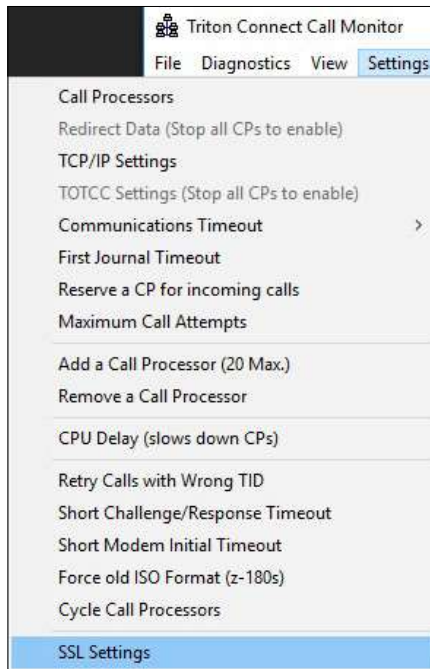 Triton Connect Call Monitor
File Diagnostics View Settings
Call Processors
Redirect Data (Stop all CPs to enable)
TCP/IP Settings
TOTCC Settings (Stop all CPs to enable)
Communications Timeout >
First Journal Timeout
Reserve a CP for incoming calls
Maximum Call Attempts
Add a Call Processor (20 Max.)
Remove a Call Processor
CPU Delay (slows down CPs)
Retry Calls with Wrong TID
Short Challenge/Response Timeout
Short Modem Initial Timeout
Force old ISO Format (z-180s)
Cycle Call Processors
SSL Settings